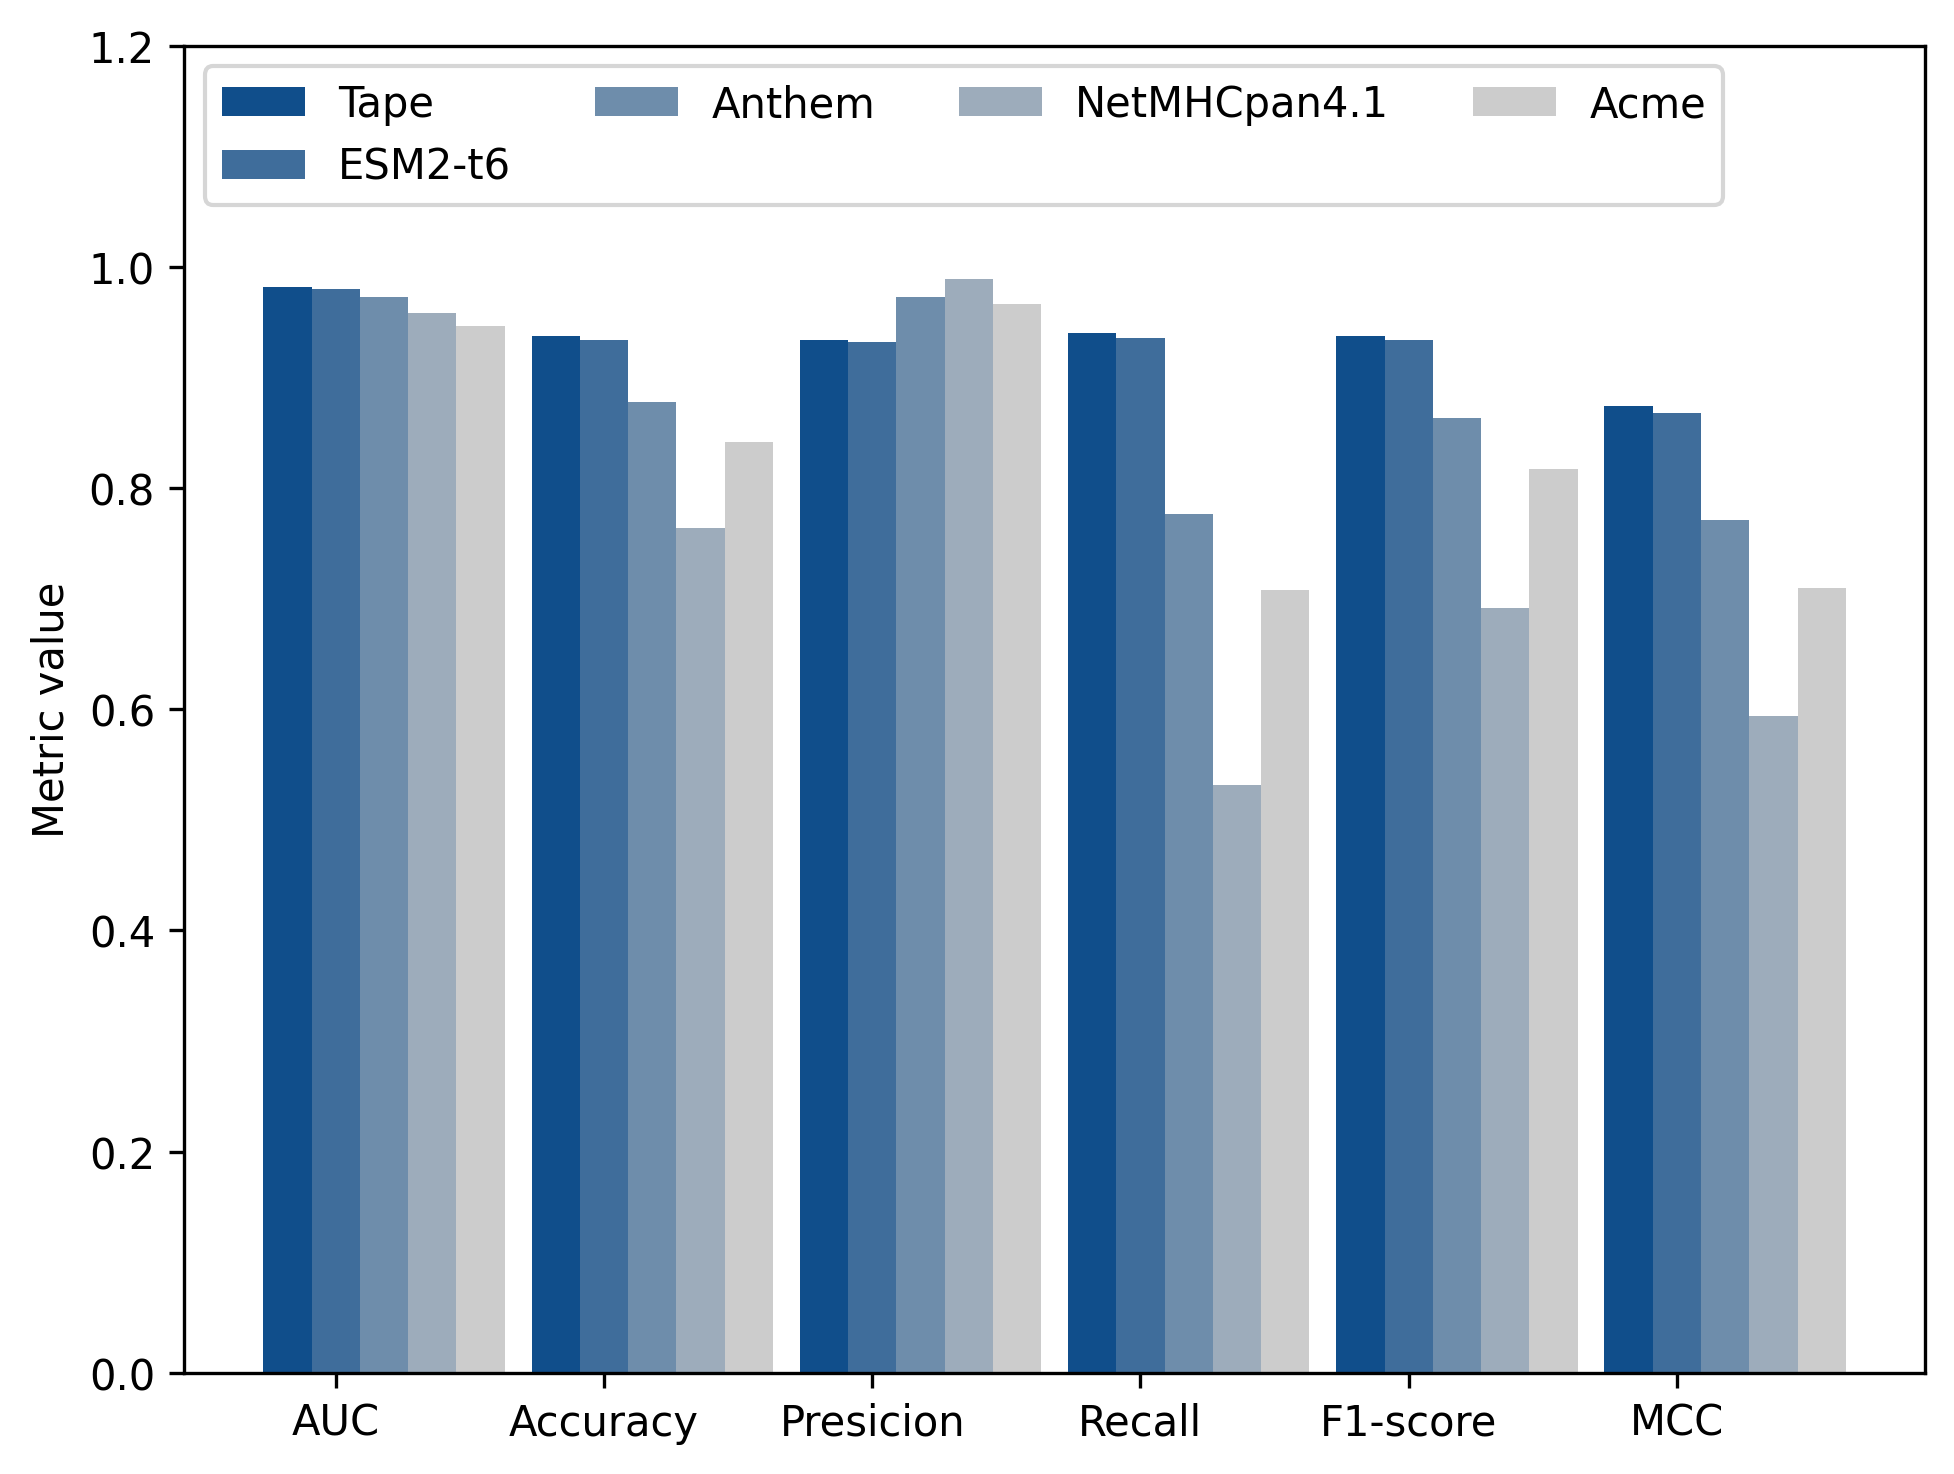 1.2
Tape Anthem NetMHCpan4.1 Acme
ESM2-t6
1.0
0.8
0.6
0.4
0.2
0.0
Metric value
AUC Accuracy Presicion Recall F1-score MCC